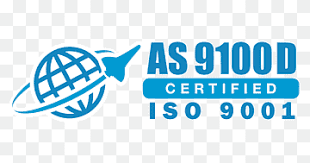 AS 9100D
CERTIFIED
ISO 9001